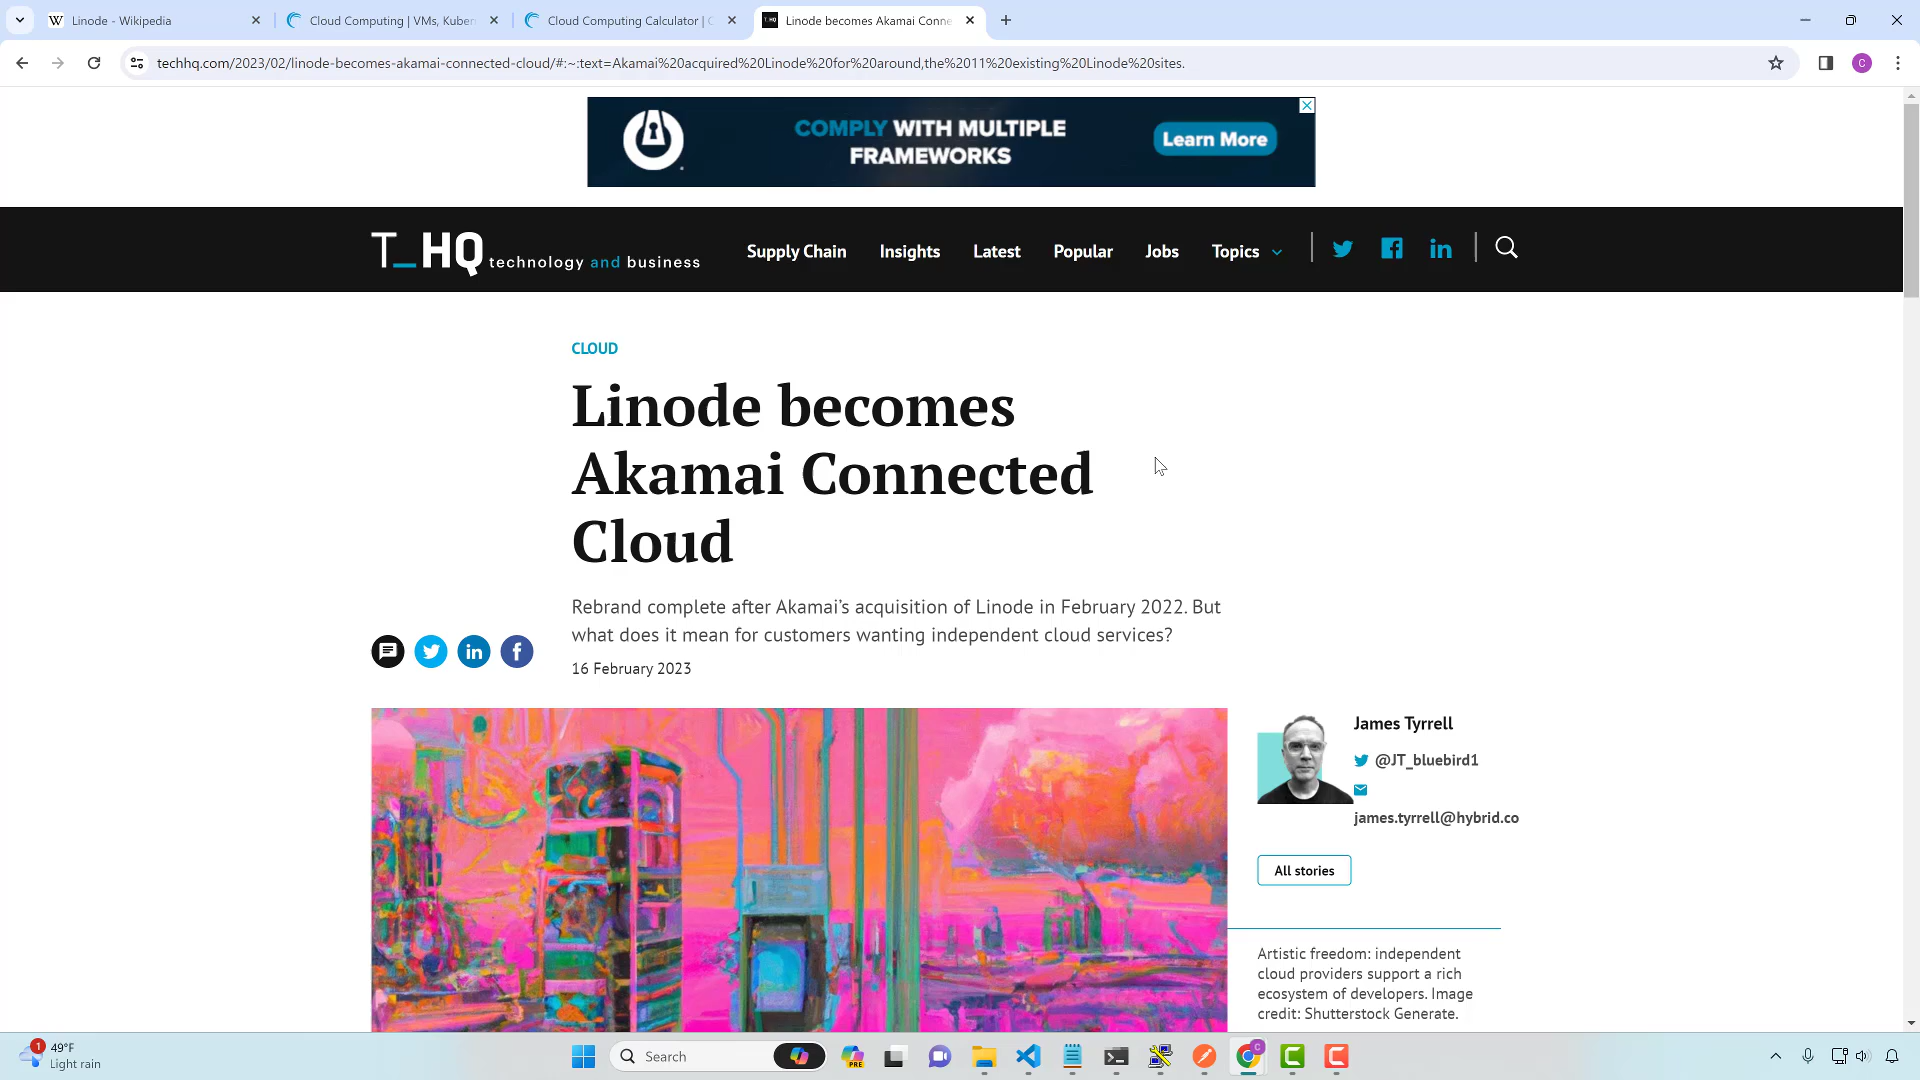 Linode - Wikipedia
Cloud Computing | VMs, Kuber
Cloud Computing Calculator | C
T_HQ
Linode becomes Akamai Conne
techhq.com/2023/02/linode-becomes-akamai-connected-cloud/#:~:text=Akamai%20acquired%20Linode%20for%20around,the%2011%20existing%20Linode%20sites.
C
COMPLY WITH MULTIPLE
FRAMEWORKS
Learn More
T_HQ technology and business
Supply Chain
Insights
Latest
Popular
Jobs
Topics
CLOUD
Linode becomes
Akamai Connected
Cloud
Rebrand complete after Akamai’s acquisition of Linode in February 2022. But
what does it mean for customers wanting independent cloud services?
16 February 2023
James Tyrrell
@JT_bluebird1
james.tyrrell@hybrid.co
All stories
Artistic freedom: independent
cloud providers support a rich
ecosystem of developers. Image
credit: Shutterstock Generate.
1
49°F
Light rain
Search
PRE
C